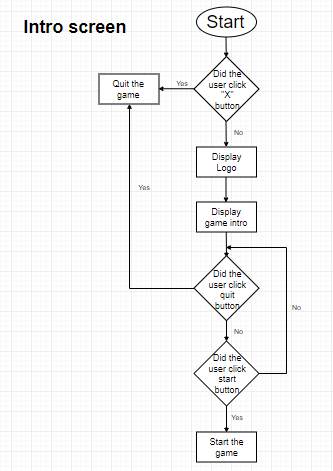 Intro screen
Start
Did the
user click
"X"
button
Yes
Quit the
game
No
Display
Logo
Display
game intro
Yes
Did the
user click
quit
button
No
No
Did the
user click
start
button
Yes
Start the
game